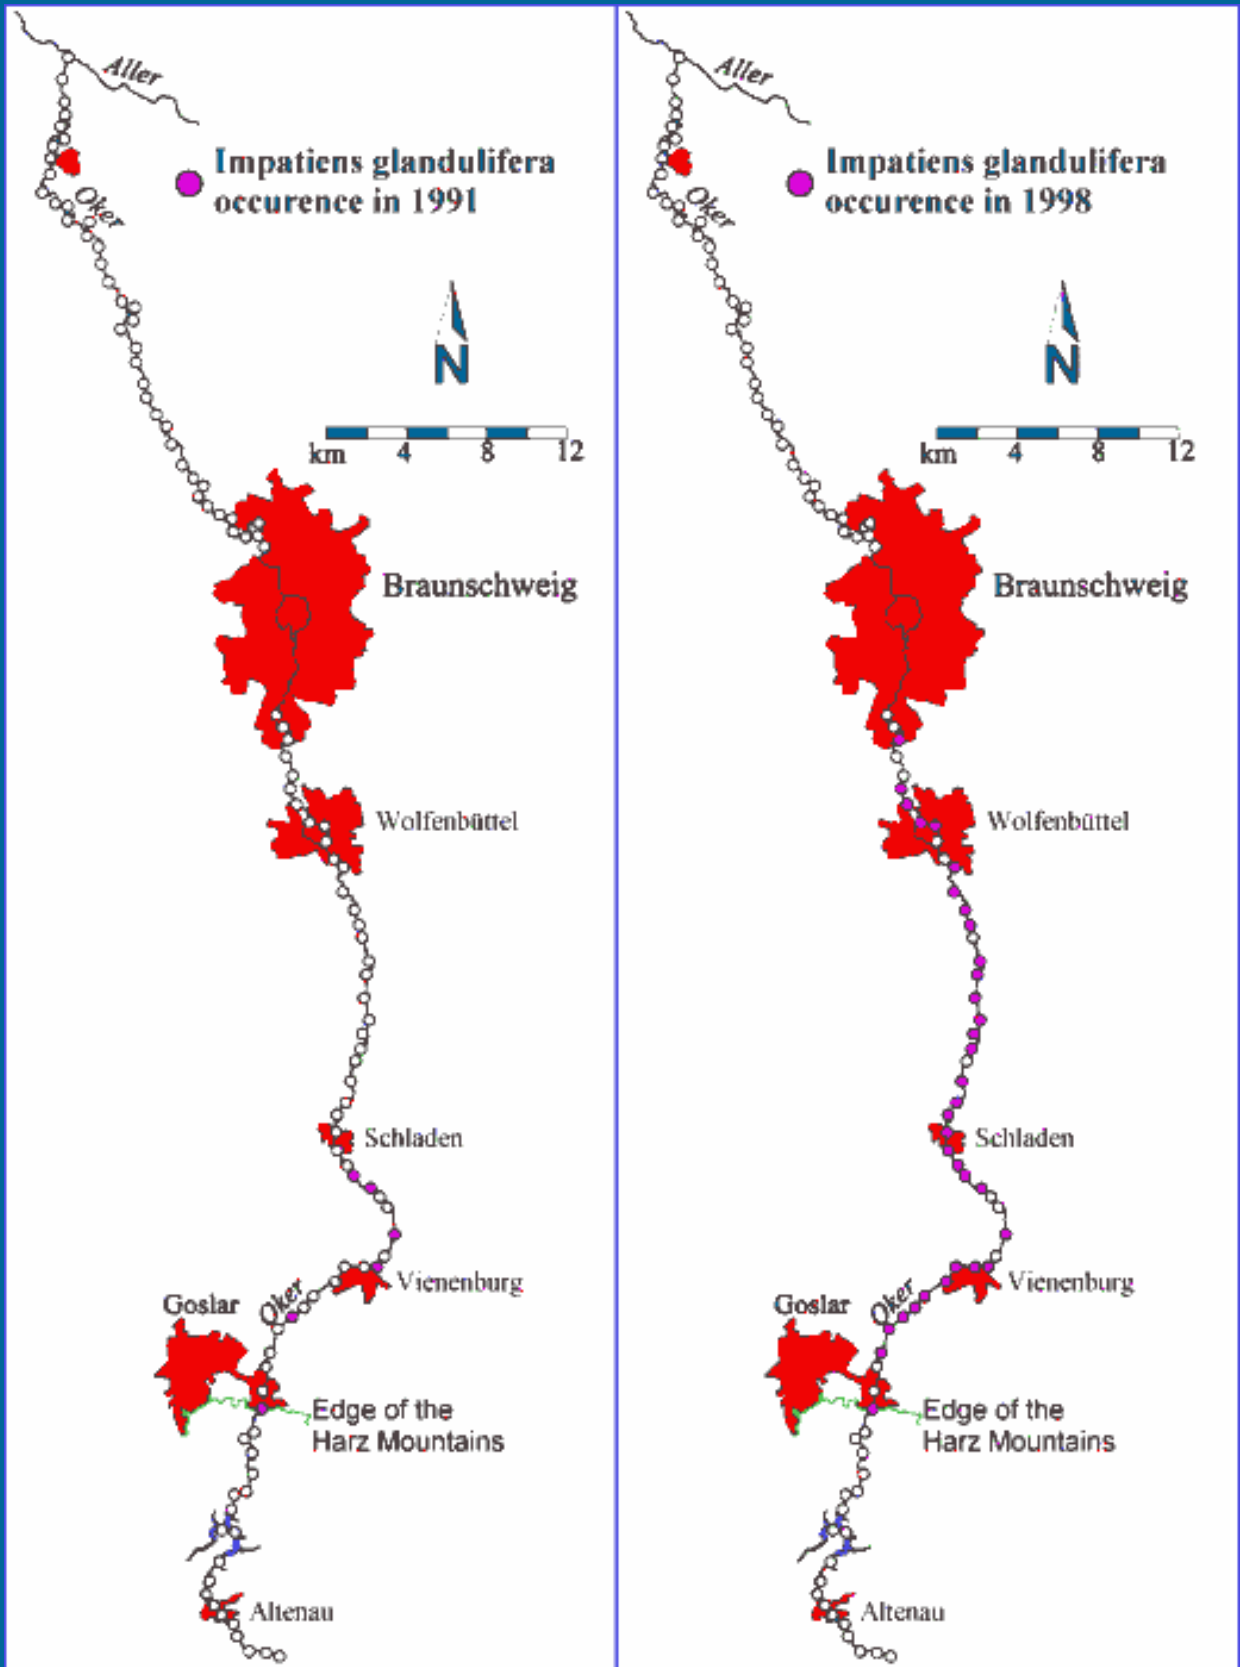 Aller
Impatiens glandulifera
occurence in 1991
Oker
N
km 4 8 12
Braunschweig
Wolfenbüttel
Schladen
Vienenburg
Oker
Goslar
Edge of the
Harz Mountains
Altenau
Aller
Impatiens glandulifera
occurence in 1998
Oker
N
km 4 8 12
Braunschweig
Wolfenbüttel
Schladen
Vienenburg
Oker
Goslar
Edge of the
Harz Mountains
Altenau